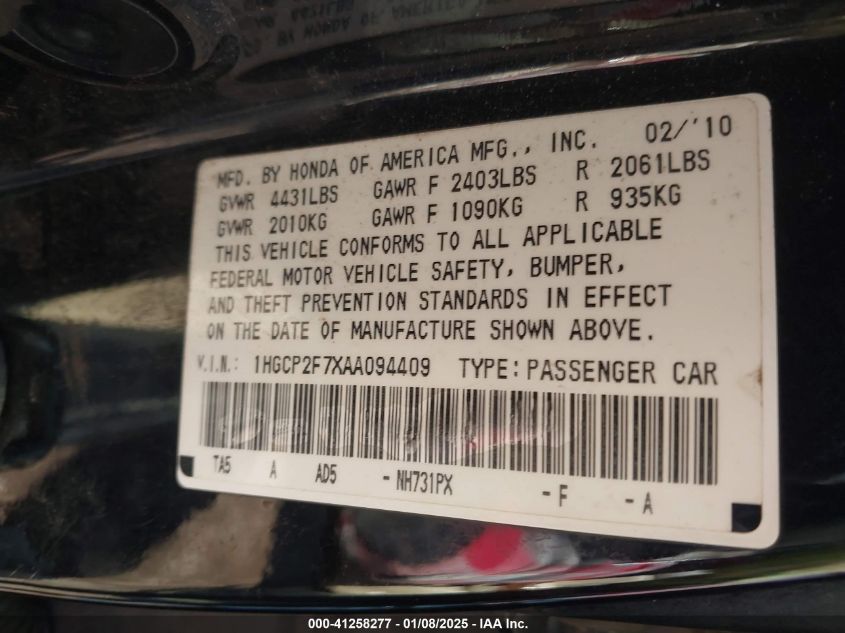 MFD. BY HONDA OF AMERICA MFG., INC. 02/'10
GVWR 4431LBS GAWR F 2403LBS R 2061LBS
GVWR 2010KG GAWR F 1090KG R 935KG
THIS VEHICLE CONFORMS TO ALL APPLICABLE
FEDERAL MOTOR VEHICLE SAFETY, BUMPER,
AND THEFT PREVENTION STANDARDS IN EFFECT
ON THE DATE OF MANUFACTURE SHOWN ABOVE.
V.I.N.: 1HGCP2F7XAA094409 TYPE: PASSENGER CAR
TA5 A AD5 - NH731PX - F - A
000-41258277 - 01/08/2025 - IAA Inc.